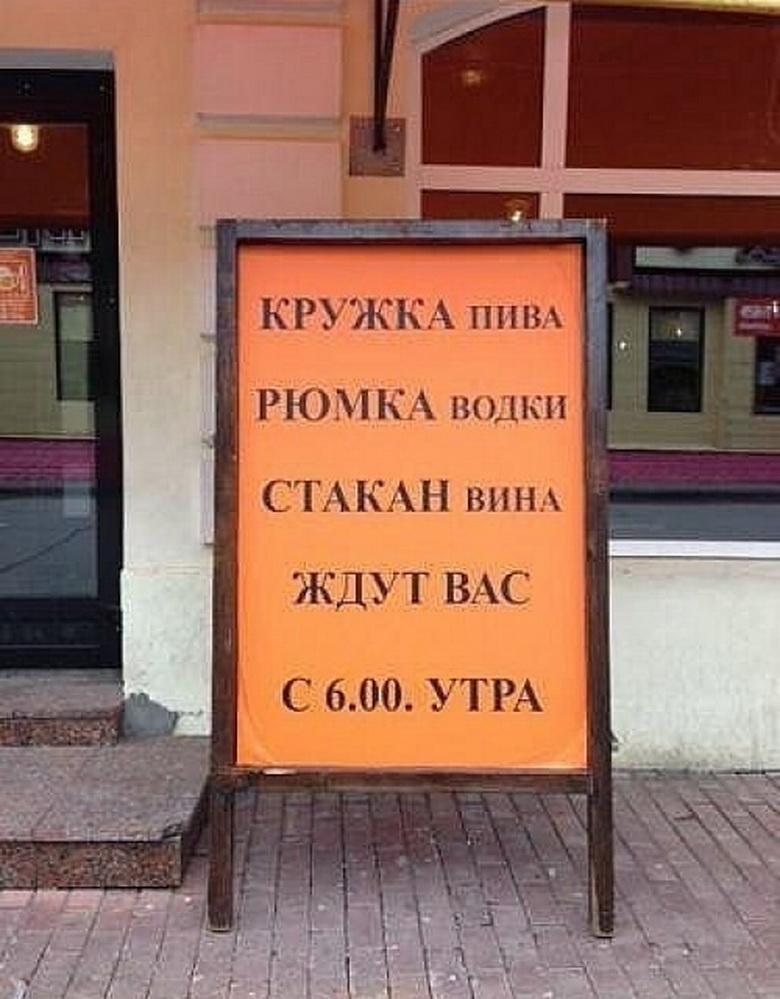 КРУЖКА ПИВА
РЮМКА ВОДКИ
СТАКАН ВИНА
ЖДУТ ВАС
С 6.00. УТРА